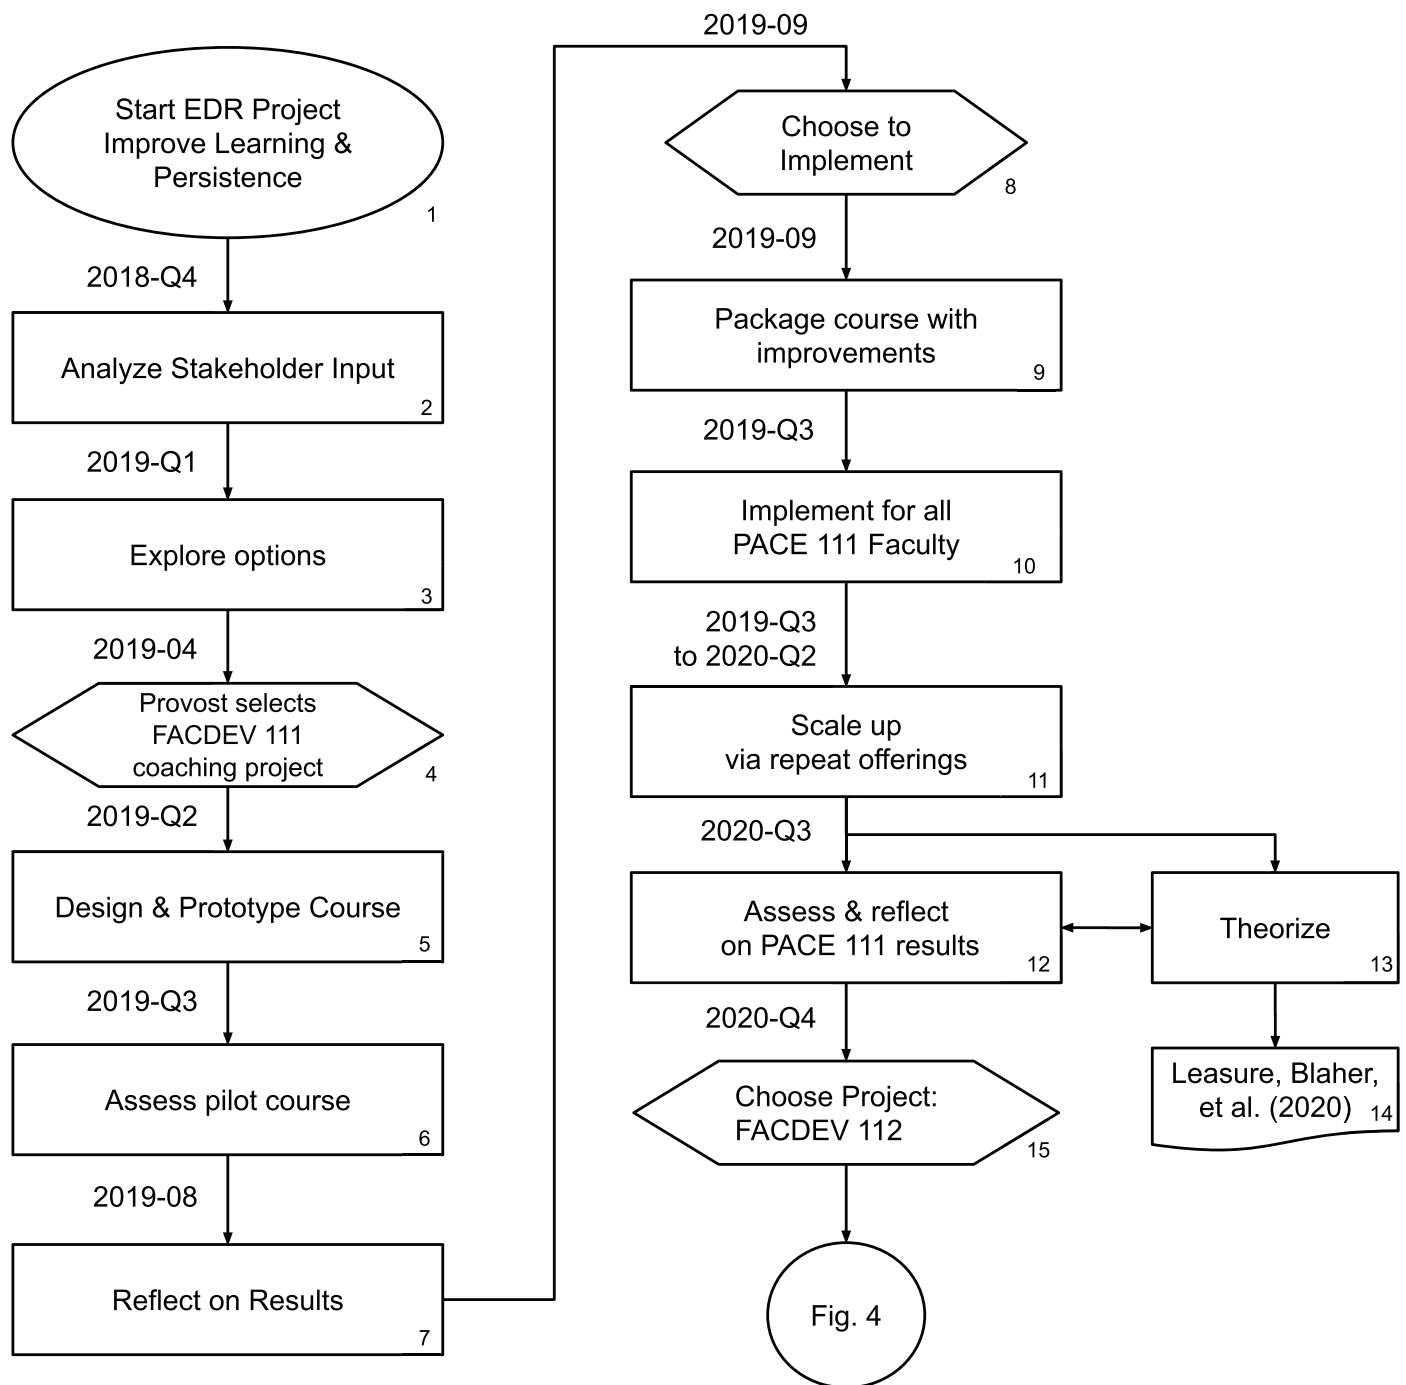 Start EDR Project
Improve Learning &
Persistence
1
2018-Q4
Analyze Stakeholder Input
2
2019-Q1
Explore options
3
2019-04
Provost selects
FACDEV 111
coaching project
4
2019-Q2
Design & Prototype Course
5
2019-Q3
Assess pilot course
6
2019-08
Reflect on Results
7
2019-09
Choose to
Implement
8
2019-09
Package course with
improvements
9
2019-Q3
Implement for all
PACE 111 Faculty
10
2019-Q3
to 2020-Q2
Scale up
via repeat offerings
11
2020-Q3
Assess & reflect
on PACE 111 results
12
Theorize
13
Leasure, Blaher,
et al. (2020)
14
2020-Q4
Choose Project:
FACDEV 112
15
Fig. 4